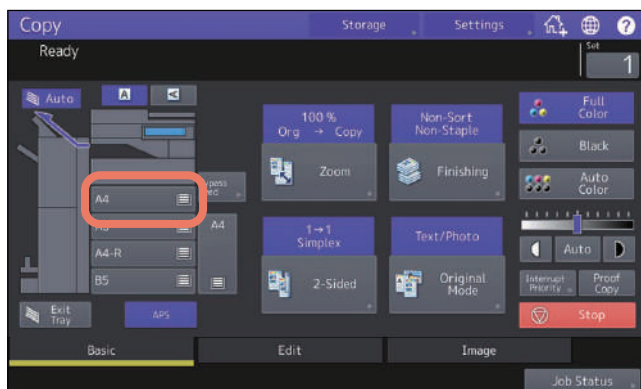 Copy
Storage
Settings
?
Ready
Set
1
Auto
A
A
100 %
Org → Copy
Zoom
Non-Sort
Non-Staple
Finishing
Full
Color
Black
Auto
Color
A4
A4
A4-R
B5
1→1
Simplex
2-Sided
Text/Photo
Original
Mode
Auto
Interrupt
Priority
Proof
Copy
Exit
Tray
APS
Stop
Basic
Edit
Image
Job Status